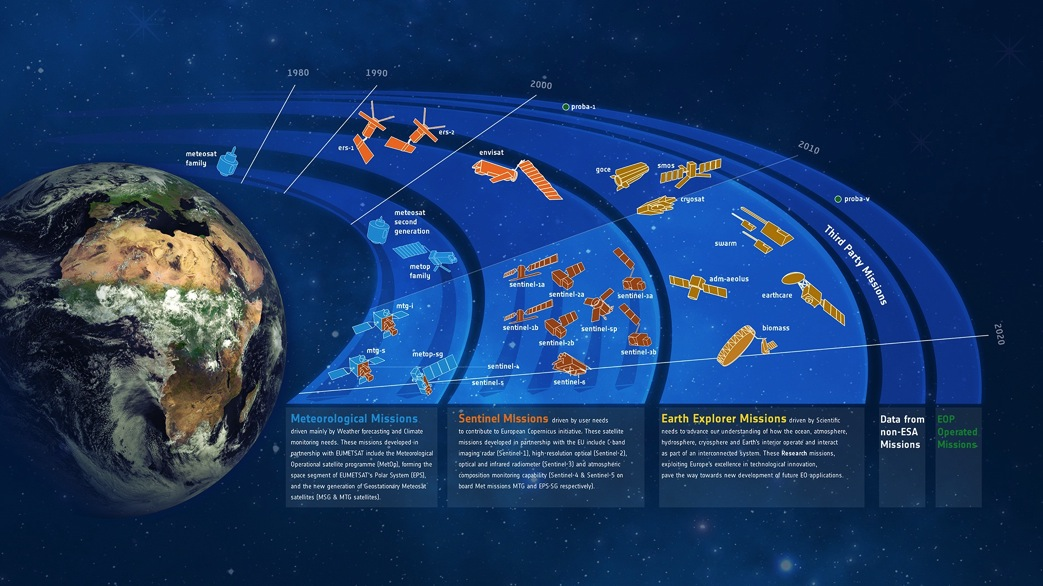 1980
1990
2000
2010
2020
proba-1
proba-v
ers-1
ers-2
envisat
meteosat
family
meteosat
second
generation
metop
family
mtg-i
mtg-s
metop-sg
goce
smos
cryosat
swarm
adm-aeolus
earthcare
biomass
sentinel-1a
sentinel-2a
sentinel-3a
sentinel-1b
sentinel-5p
sentinel-2b
sentinel-3b
sentinel-4
sentinel-5
sentinel-6
Third Party Missions
Meteorological Missions
driven mainly by Weather forecasting and Climate
monitoring needs. These missions developed in
partnership with EUMETSAT include the Meteorological
Operational satellite programme (MetOp), forming the
space segment of EUMETSAT's Polar System (EPS),
and the new generation of Geostationary Meteosat
satellites (MSG & MTG satellites).
Sentinel Missions driven by user needs
to contribute to European Copernicus initiative. These satellite
missions developed in partnership with the EU include C-band
imaging radar (Sentinel-1), high-resolution optical (Sentinel-2),
optical and infrared radiometer (Sentinel-3) and atmospheric
composition monitoring capability (Sentinel-4 & Sentinel-5 on
board Met missions MTG and EPS-SG respectively).
Earth Explorer Missions driven by Scientific
needs to advance our understanding of how the ocean, atmosphere,
hydrosphere, cryosphere and Earth's interior operate and interact
as part of an interconnected System. These Research missions,
exploiting Europe's excellence in technological innovation,
pave the way towards new development of future EO applications.
Data from
non-ESA
Missions
EOP
Operated
Missions